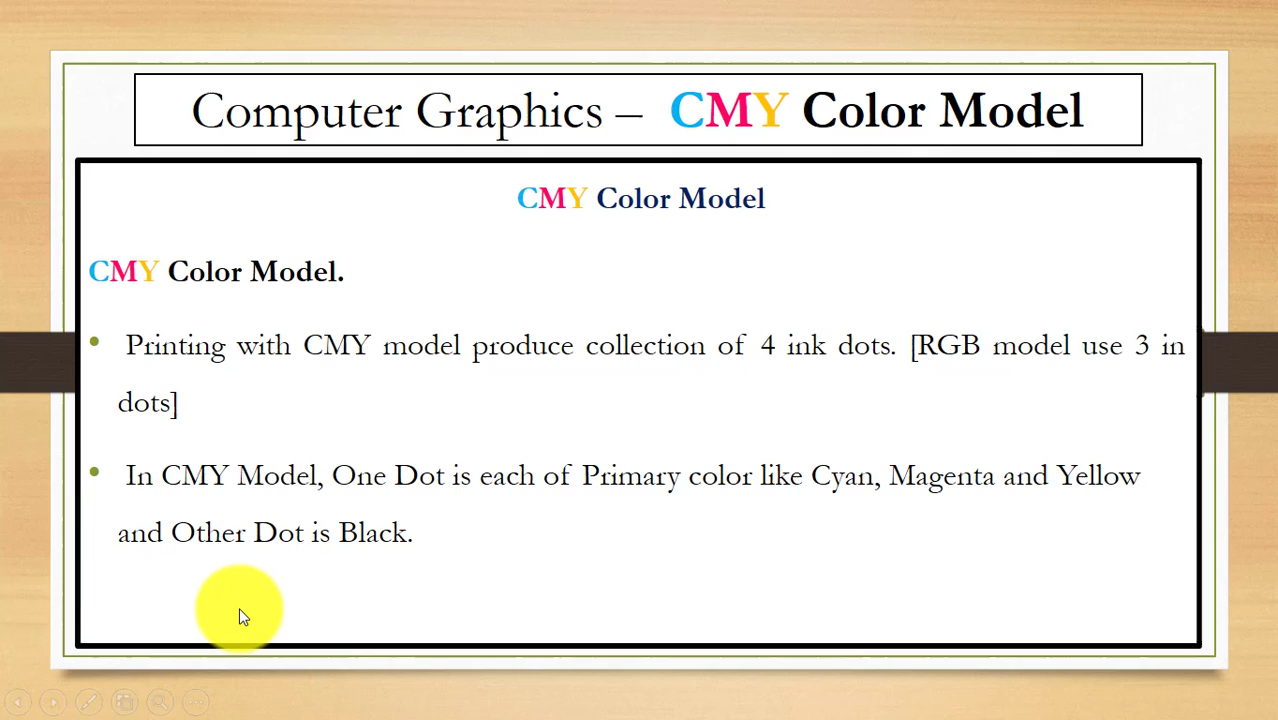 Computer Graphics – CMY Color Model
CMY Color Model
CMY Color Model.
• Printing with CMY model produce collection of 4 ink dots. [RGB model use 3 in
dots]
• In CMY Model, One Dot is each of Primary color like Cyan, Magenta and Yellow
and Other Dot is Black.